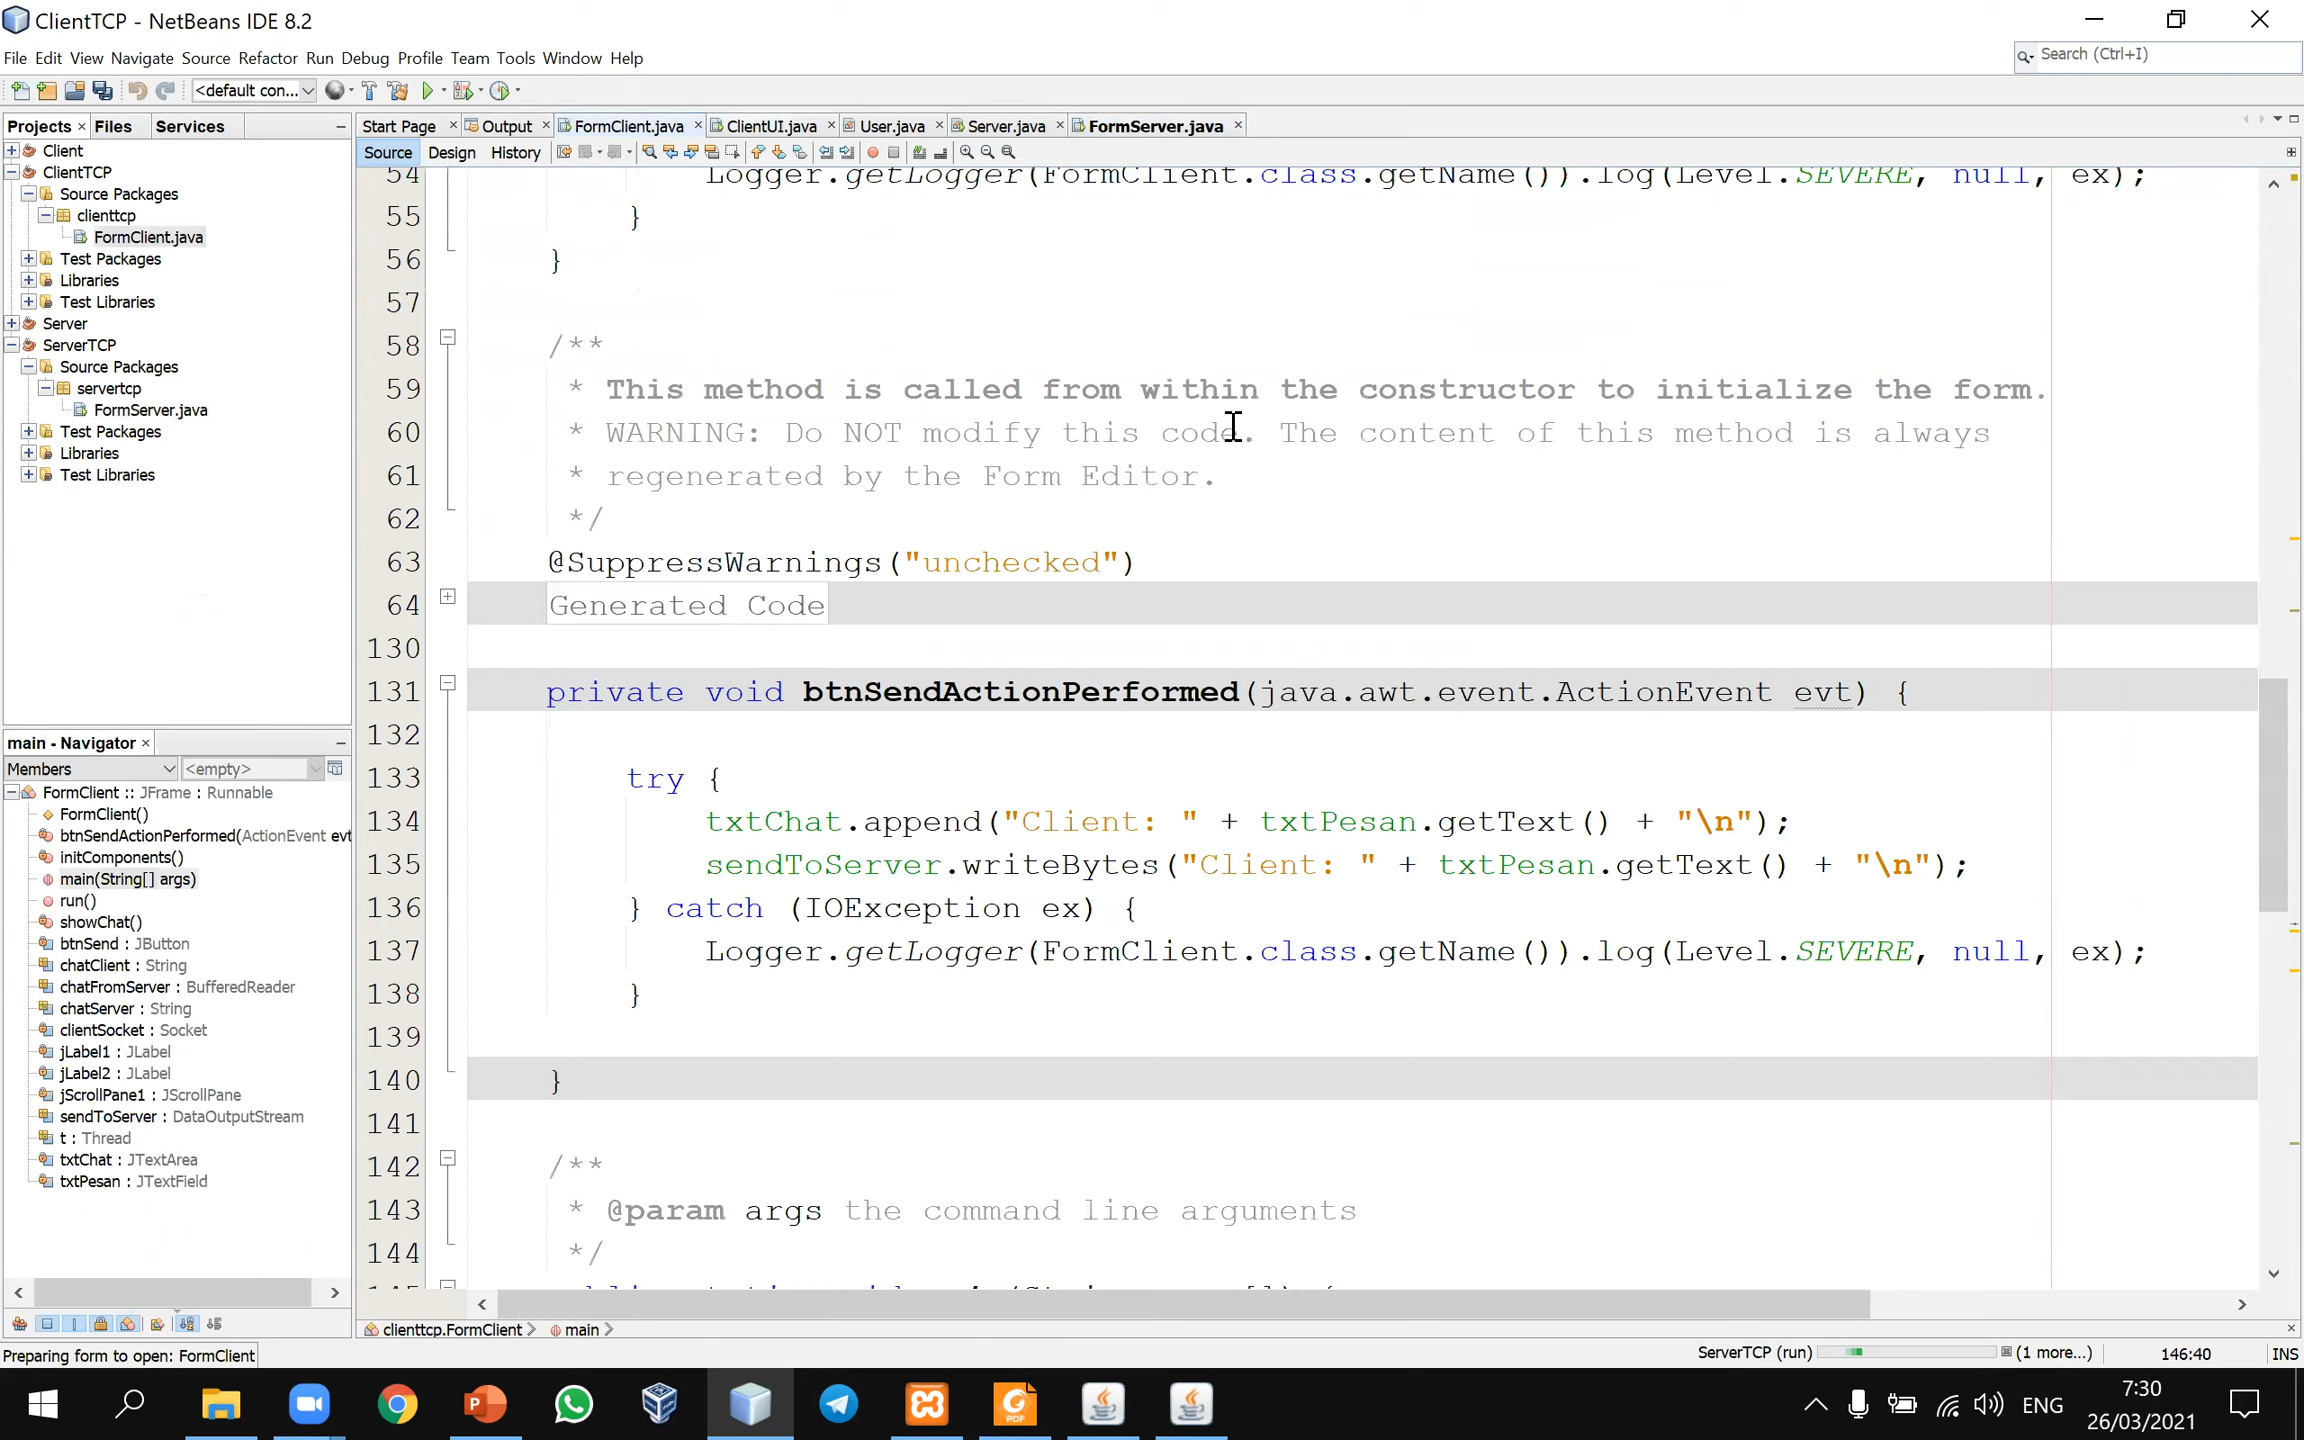 ClientTCP - NetBeans IDE 8.2
File Edit View Navigate Source Refactor Run Debug Profile Team Tools Window Help
Search (Ctrl+I)
<default con...
Projects Files Services
Start Page Output FormClient.java ClientUI.java User.java Server.java FormServer.java
Source Design History
Client
ClientTCP
Source Packages
clienttcp
FormClient.java
Test Packages
Libraries
Test Libraries
Server
ServerTCP
Source Packages
servertcp
FormServer.java
Test Packages
Libraries
Test Libraries
54 Logger.getLogger(FormClient.class.getName()).log(Level.SEVERE, null, ex);
55 }
56 }
57
58 /**
59 * This method is called from within the constructor to initialize the form.
60 * WARNING: Do NOT modify this code. The content of this method is always
61 * regenerated by the Form Editor.
62 */
63 @SuppressWarnings("unchecked")
64 Generated Code
130
131 private void btnSendActionPerformed(java.awt.event.ActionEvent evt) {
132
133 try {
134 txtChat.append("Client: " + txtPesan.getText() + "\n");
135 sendToServer.writeBytes("Client: " + txtPesan.getText() + "\n");
136 } catch (IOException ex) {
137 Logger.getLogger(FormClient.class.getName()).log(Level.SEVERE, null, ex);
138 }
139
140 }
141
142 /**
143 * @param args the command line arguments
144 */
main - Navigator
Members <empty>
FormClient :: JFrame : Runnable
FormClient()
btnSendActionPerformed(ActionEvent evt
initComponents()
main(String[] args)
run()
showChat()
btnSend : JButton
chatClient : String
chatFromServer : BufferedReader
chatServer : String
clientSocket : Socket
jLabel1 : JLabel
jLabel2 : JLabel
jScrollPane1 : JScrollPane
sendToServer : DataOutputStream
t : Thread
txtChat : JTextArea
txtPesan : JTextField
clienttcp.FormClient main
Preparing form to open: FormClient
ServerTCP (run) (1 more...) 146:40 INS
PDF
ENG
7:30
26/03/2021